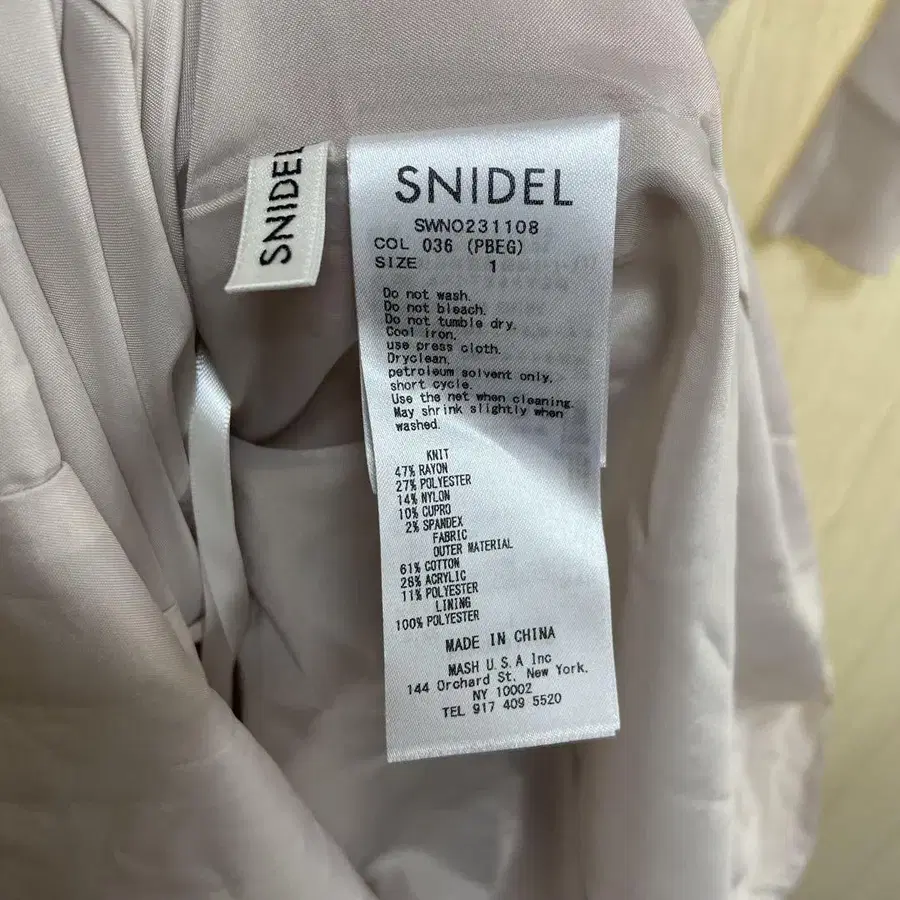 SNIDEL
SNIDEL
SWNO231108
COL 036 (PBEG)
SIZE 1
Do not wash.
Do not bleach.
Do not tumble dry.
Cool iron,
use press cloth.
Dryclean,
petroleum solvent only,
short cycle.
Use the net when cleaning.
May shrink slightly when
washed.
KNIT
47% RAYON
27% POLYESTER
14% NYLON
10% CUPRO
2% SPANDEX
FABRIC
OUTER MATERIAL
61% COTTON
28% ACRYLIC
11% POLYESTER
LINING
100% POLYESTER
MADE IN CHINA
MASH U.S.A Inc
144 Orchard St, New York,
NY 10002
TEL 917 409 5520